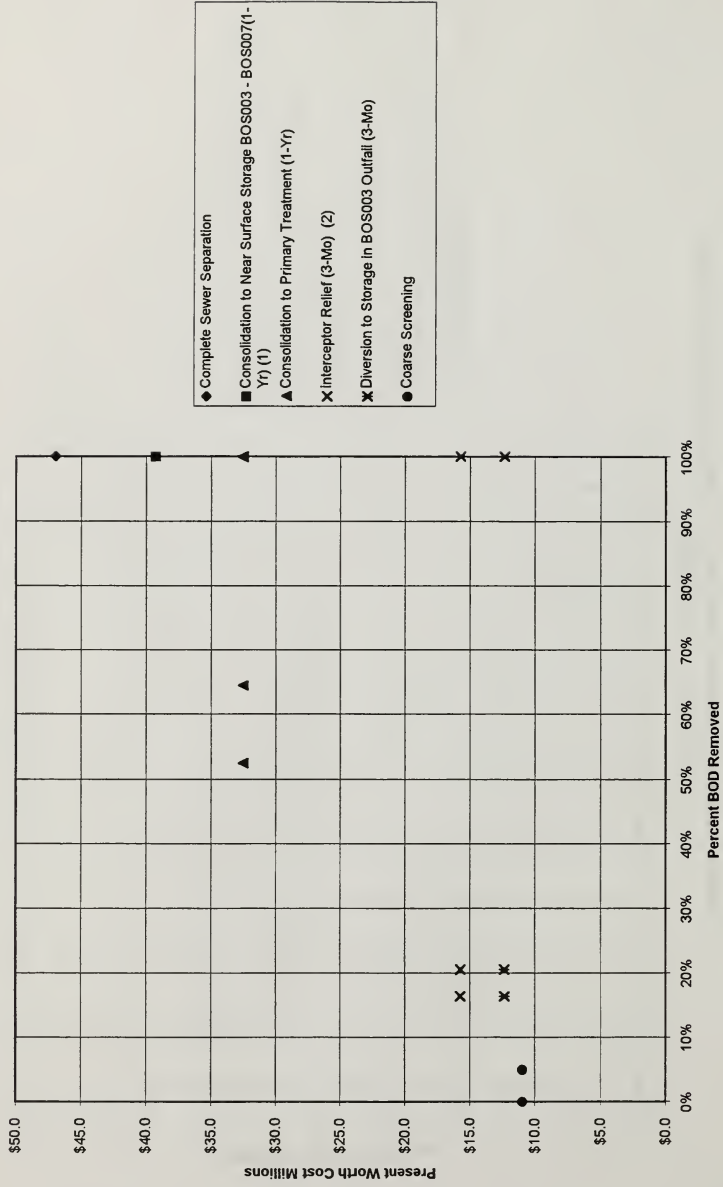 Present Worth Cost Millions
$50.0
$45.0
$40.0
$35.0
$30.0
$25.0
$20.0
$15.0
$10.0
$5.0
$0.0
0%
10%
20%
30%
40%
50%
60%
70%
80%
90%
100%
Percent BOD Removed
Complete Sewer Separation
Consolidation to Near Surface Storage BOS003 - BOS007(1-
Yr) (1)
Consolidation to Primary Treatment (1-Yr)
Interceptor Relief (3-Mo) (2)
Diversion to Storage in BOS003 Outfall (3-Mo)
Coarse Screening